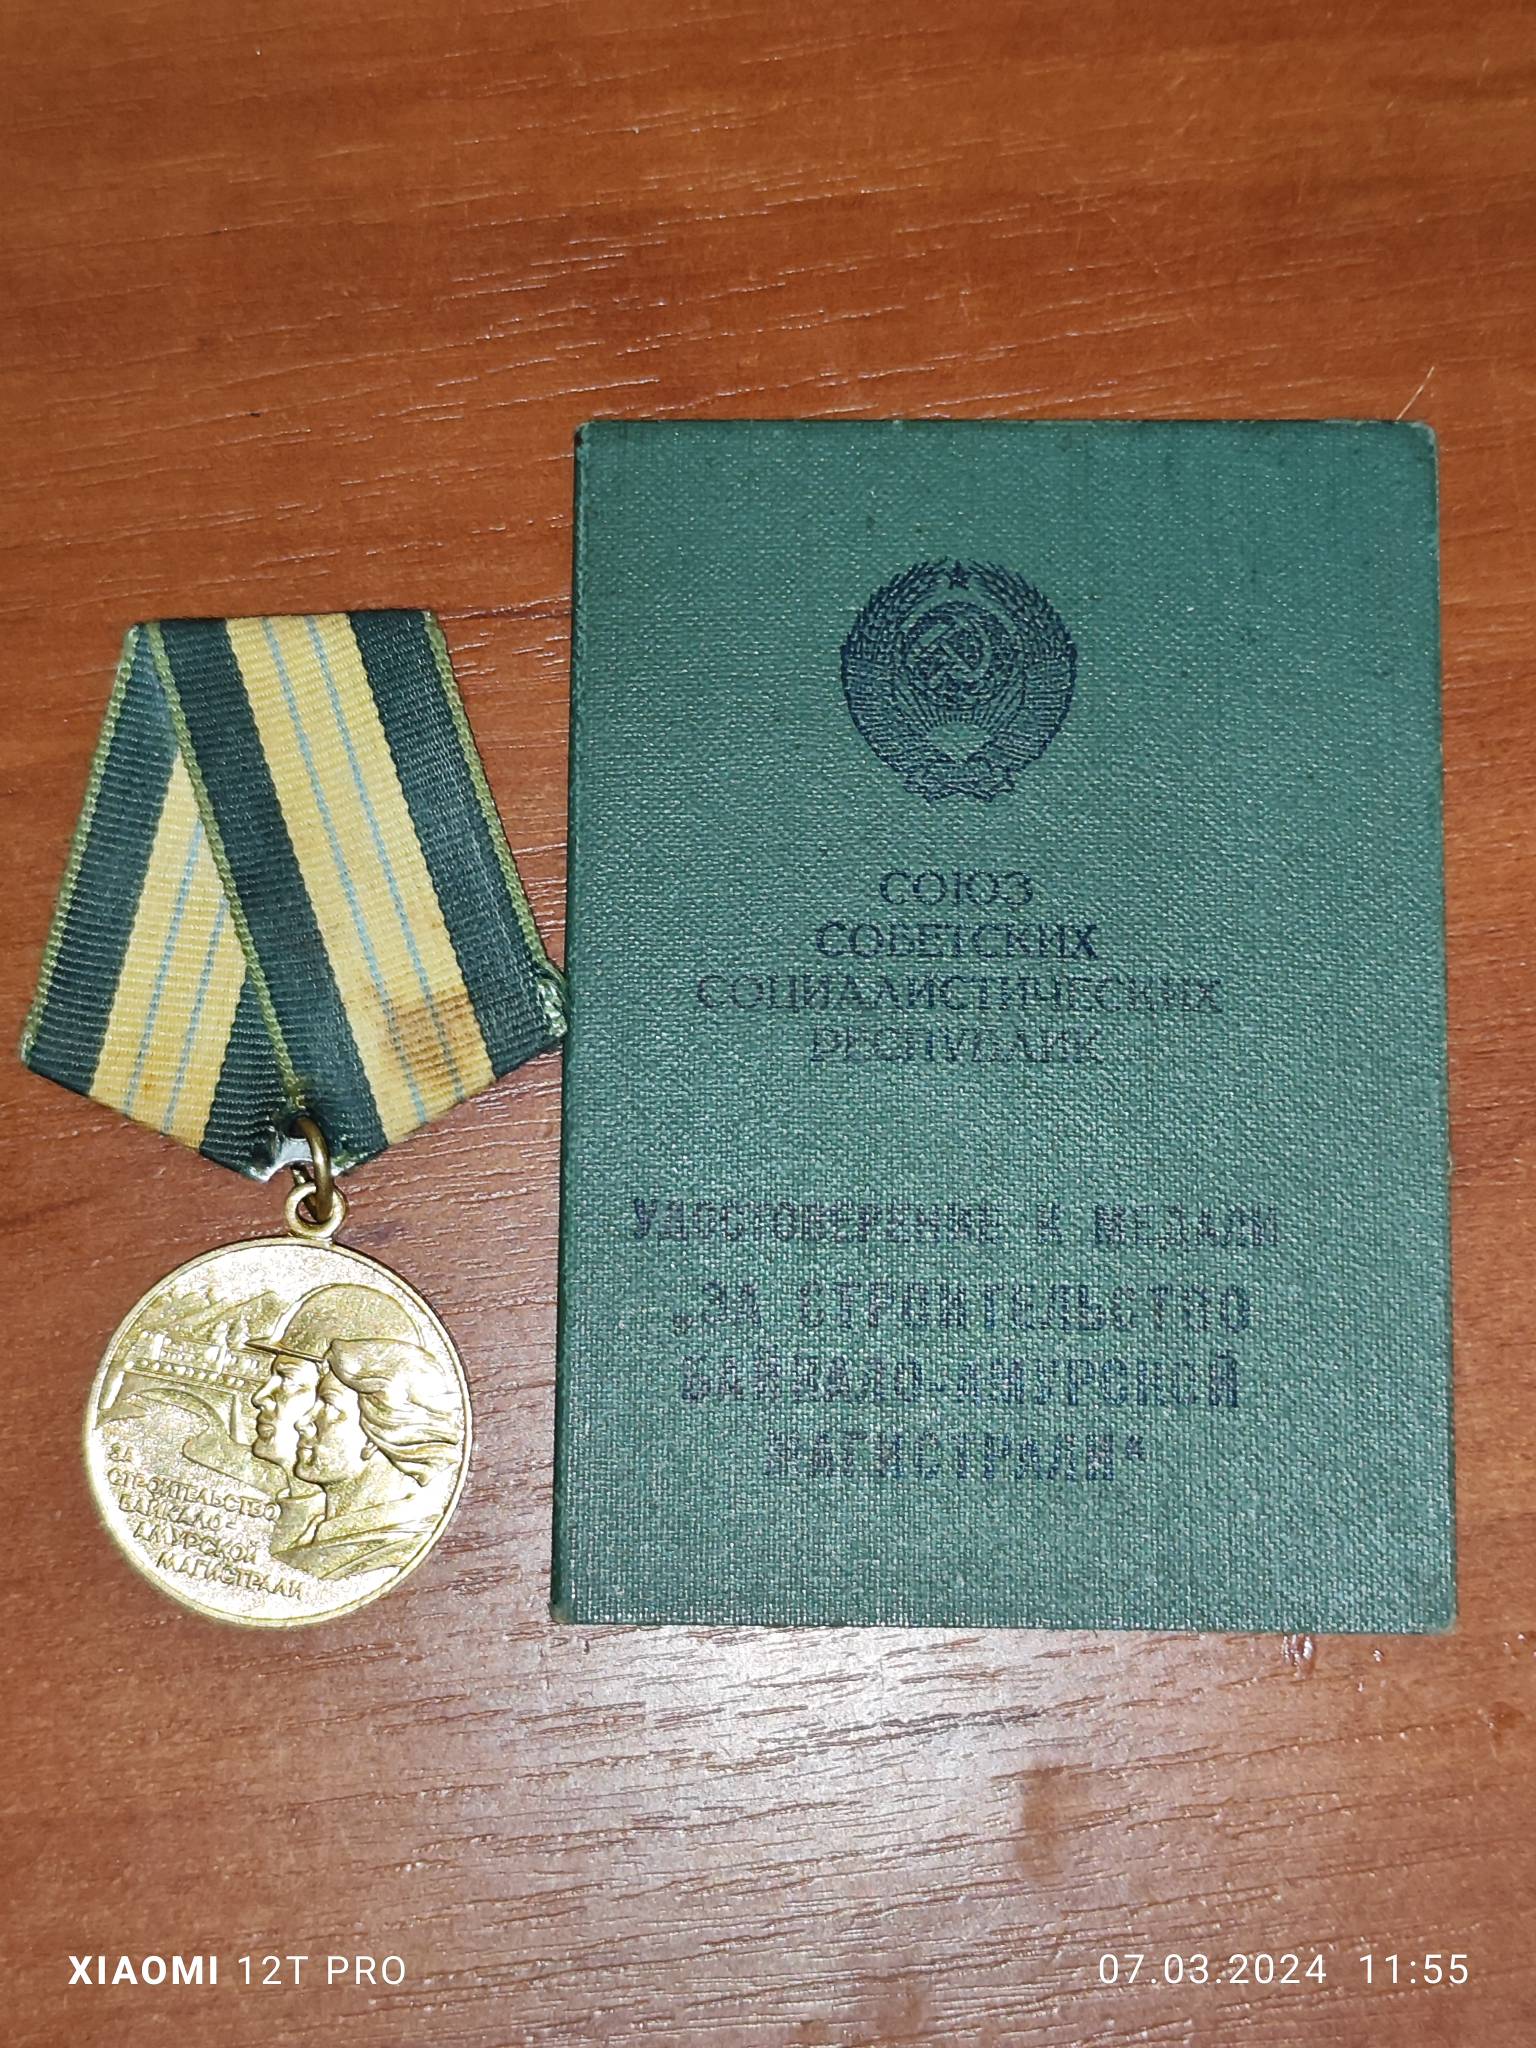 СОЮЗ
СОВЕТСКИХ
СОЦИАЛИСТИЧЕСКИХ
РЕСПУБЛИК
УДОСТОВЕРЕНИЕ К МЕДАЛИ
„ЗА СТРОИТЕЛЬСТВО
БАЙКАЛО-АМУРСКОЙ
МАГИСТРАЛИ“
ЗА
СТРОИТЕЛЬСТВО
БАЙКАЛО-
АМУРСКОЙ
МАГИСТРАЛИ
XIAOMI 12T PRO
07.03.2024 11:55